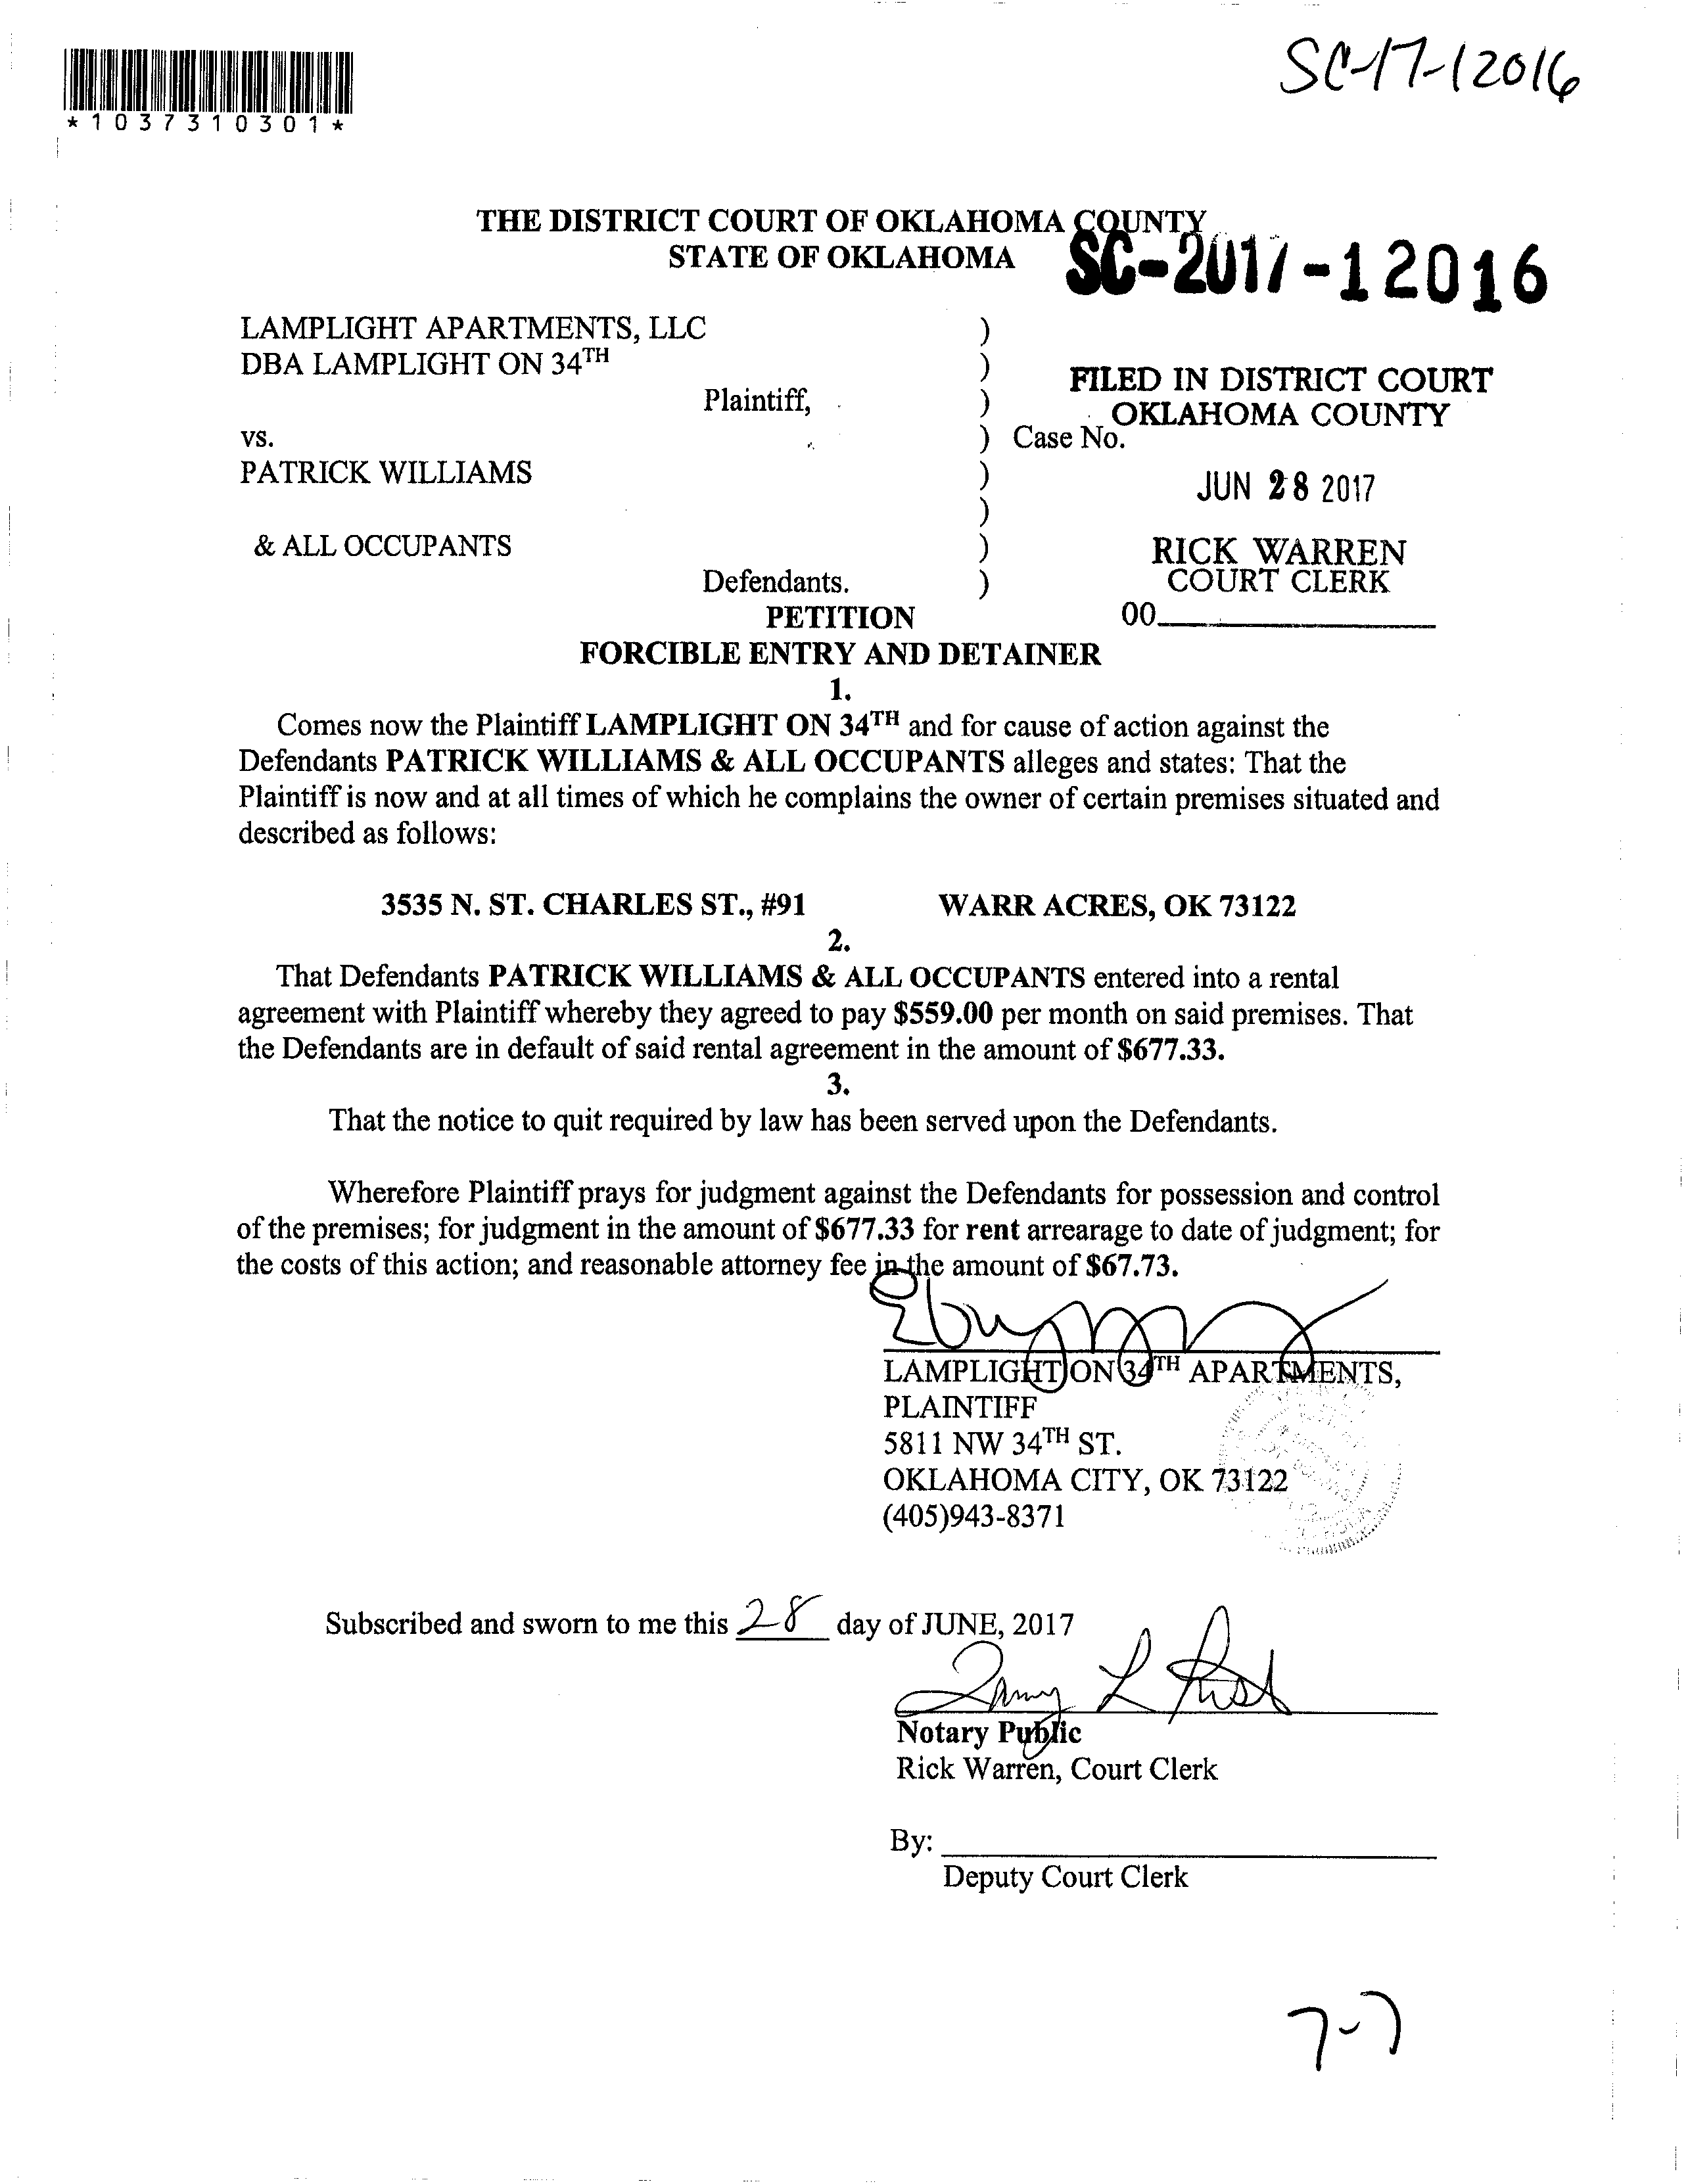 SC-17-12016
*1037310301*
THE DISTRICT COURT OF OKLAHOMA COUNTY
STATE OF OKLAHOMA
SC-2017-12016
LAMPLIGHT APARTMENTS, LLC )
DBA LAMPLIGHT ON 34TH )
FILED IN DISTRICT COURT
Plaintiff, )
OKLAHOMA COUNTY
vs. ) Case No.
PATRICK WILLIAMS )
JUN 28 2017
)
& ALL OCCUPANTS )
RICK WARREN
Defendants. )
COURT CLERK
PETITION
00
FORCIBLE ENTRY AND DETAINER
1.
Comes now the Plaintiff LAMPLIGHT ON 34TH and for cause of action against the
Defendants PATRICK WILLIAMS & ALL OCCUPANTS alleges and states: That the
Plaintiff is now and at all times of which he complains the owner of certain premises situated and
described as follows:
3535 N. ST. CHARLES ST., #91 WARR ACRES, OK 73122
2.
That Defendants PATRICK WILLIAMS & ALL OCCUPANTS entered into a rental
agreement with Plaintiff whereby they agreed to pay $559.00 per month on said premises. That
the Defendants are in default of said rental agreement in the amount of $677.33.
3.
That the notice to quit required by law has been served upon the Defendants.
Wherefore Plaintiff prays for judgment against the Defendants for possession and control
of the premises; for judgment in the amount of $677.33 for rent arrearage to date of judgment; for
the costs of this action; and reasonable attorney fee in the amount of $67.73.
LAMPLIGHT ON 34TH APARTMENTS,
PLAINTIFF
5811 NW 34TH ST.
OKLAHOMA CITY, OK 73122
(405)943-8371
Subscribed and sworn to me this 28 day of JUNE, 2017
Notary Public
Rick Warren, Court Clerk
By:
Deputy Court Clerk
7-7